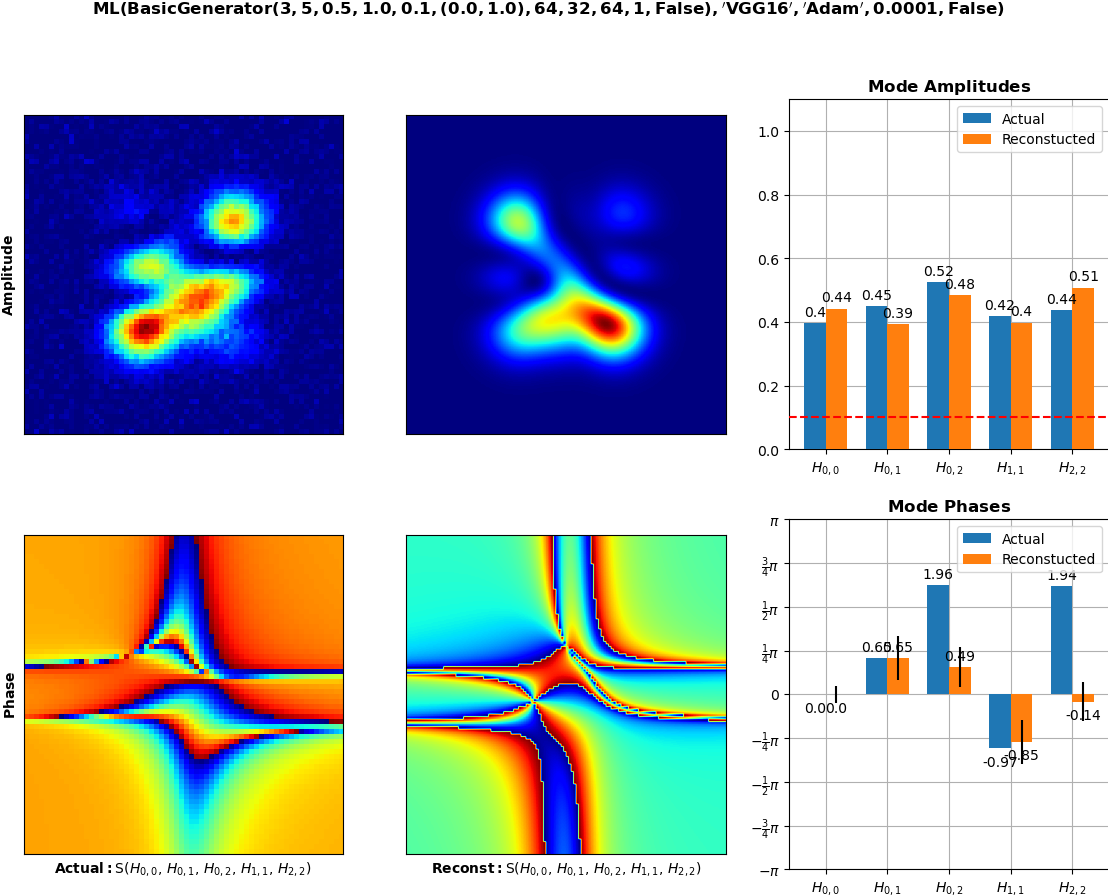 ML(BasicGenerator(3, 5, 0.5, 1.0, 0.1, (0.0, 1.0), 64, 32, 64, 1, False), ′VGG16′, ′Adam′, 0.0001, False)
Amplitude
Mode Amplitudes
Actual
Reconstucted
1.0
0.8
0.6
0.4
0.2
0.0
0.4
0.44
0.45
0.39
0.52
0.48
0.42
0.4
0.44
0.51
H0,0
H0,1
H0,2
H1,1
H2,2
Phase
Mode Phases
Actual
Reconstucted
π
3/4π
1/2π
1/4π
0
−1/4π
−1/2π
−3/4π
−π
0.0
0.0
0.65
1.96
0.49
-0.97
-0.85
1.94
-0.14
H0,0
H0,1
H0,2
H1,1
H2,2
Actual: S(H0,0, H0,1, H0,2, H1,1, H2,2)
Reconst: S(H0,0, H0,1, H0,2, H1,1, H2,2)